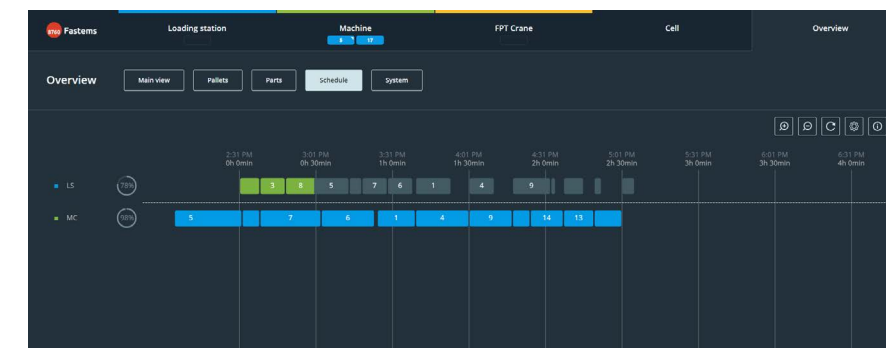 8760 Fastems
Loading station
Machine
5 17
FPT Crane
Cell
Overview
Overview
Main view
Pallets
Parts
Schedule
System
2:31 PM 3:01 PM 3:31 PM 4:01 PM 4:31 PM 5:01 PM 5:31 PM 6:01 PM 6:31 PM
0h 0min 0h 30min 1h 0min 1h 30min 2h 0min 2h 30min 3h 0min 3h 30min 4h 0min
LS 78% 3 8 5 7 6 1 4 9
MC 98% 5 7 6 1 4 9 14 13